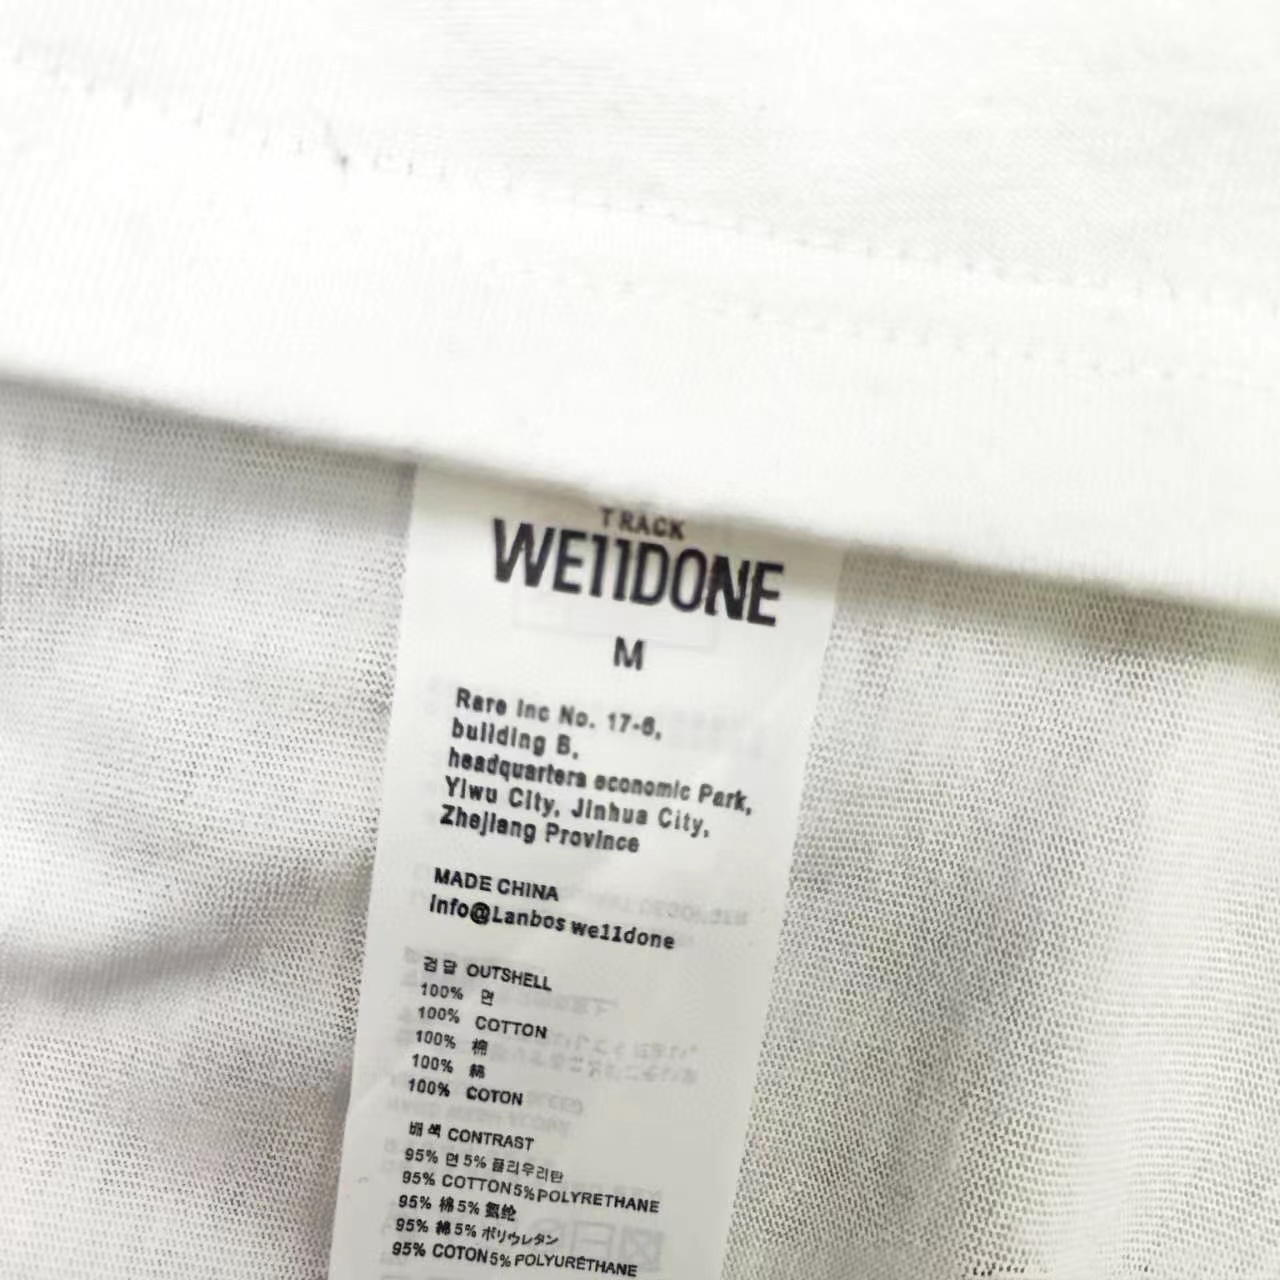 TRACK
WE11DONE
M
Rare Inc No. 17-6,
building B,
headquarters economic Park,
Yiwu City, Jinhua City,
Zhejiang Province
MADE CHINA
Info@Lanbos we11done
겉 감 OUTSHELL
100% 면
100% COTTON
100% 棉
100% 綿
100% COTON
배색 CONTRAST
95% 면 5% 폴리우리탄
95% COTTON 5% POLYRETHANE
95% 棉 5% 氨纶
95% 綿 5% ポリウレタン
95% COTON 5% POLYURÉTHANE